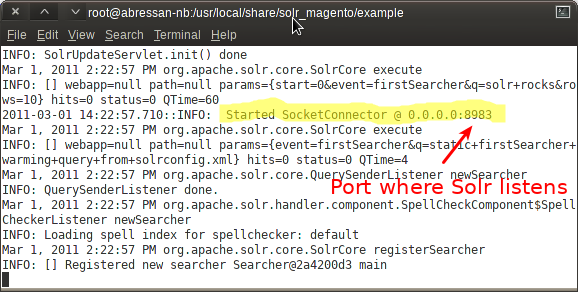 root@abressan-nb:/usr/local/share/solr_magento/example
File Edit View Search Terminal Help
INFO: SolrUpdateServlet.init() done
Mar 1, 2011 2:22:57 PM org.apache.solr.core.SolrCore execute
INFO: [] webapp=null path=null params={start=0&event=firstSearcher&q=solr+rocks&ro
ws=10} hits=0 status=0 QTime=60
2011-03-01 14:22:57.710::INFO:  Started SocketConnector @ 0.0.0.0:8983
Mar 1, 2011 2:22:57 PM org.apache.solr.core.SolrCore execute
INFO: [] webapp=null path=null params={event=firstSearcher&q=static+firstSearcher+
warming+query+from+solrconfig.xml} hits=0 status=0 QTime=4
Mar 1, 2011 2:22:57 PM org.apache.solr.core.QuerySenderListener newSearcher
INFO: QuerySenderListener done.
Port where Solr listens
Mar 1, 2011 2:22:57 PM org.apache.solr.handler.component.SpellCheckComponent$Spell
CheckerListener newSearcher
INFO: Loading spell index for spellchecker: default
Mar 1, 2011 2:22:57 PM org.apache.solr.core.SolrCore registerSearcher
INFO: [] Registered new searcher Searcher@2a4200d3 main